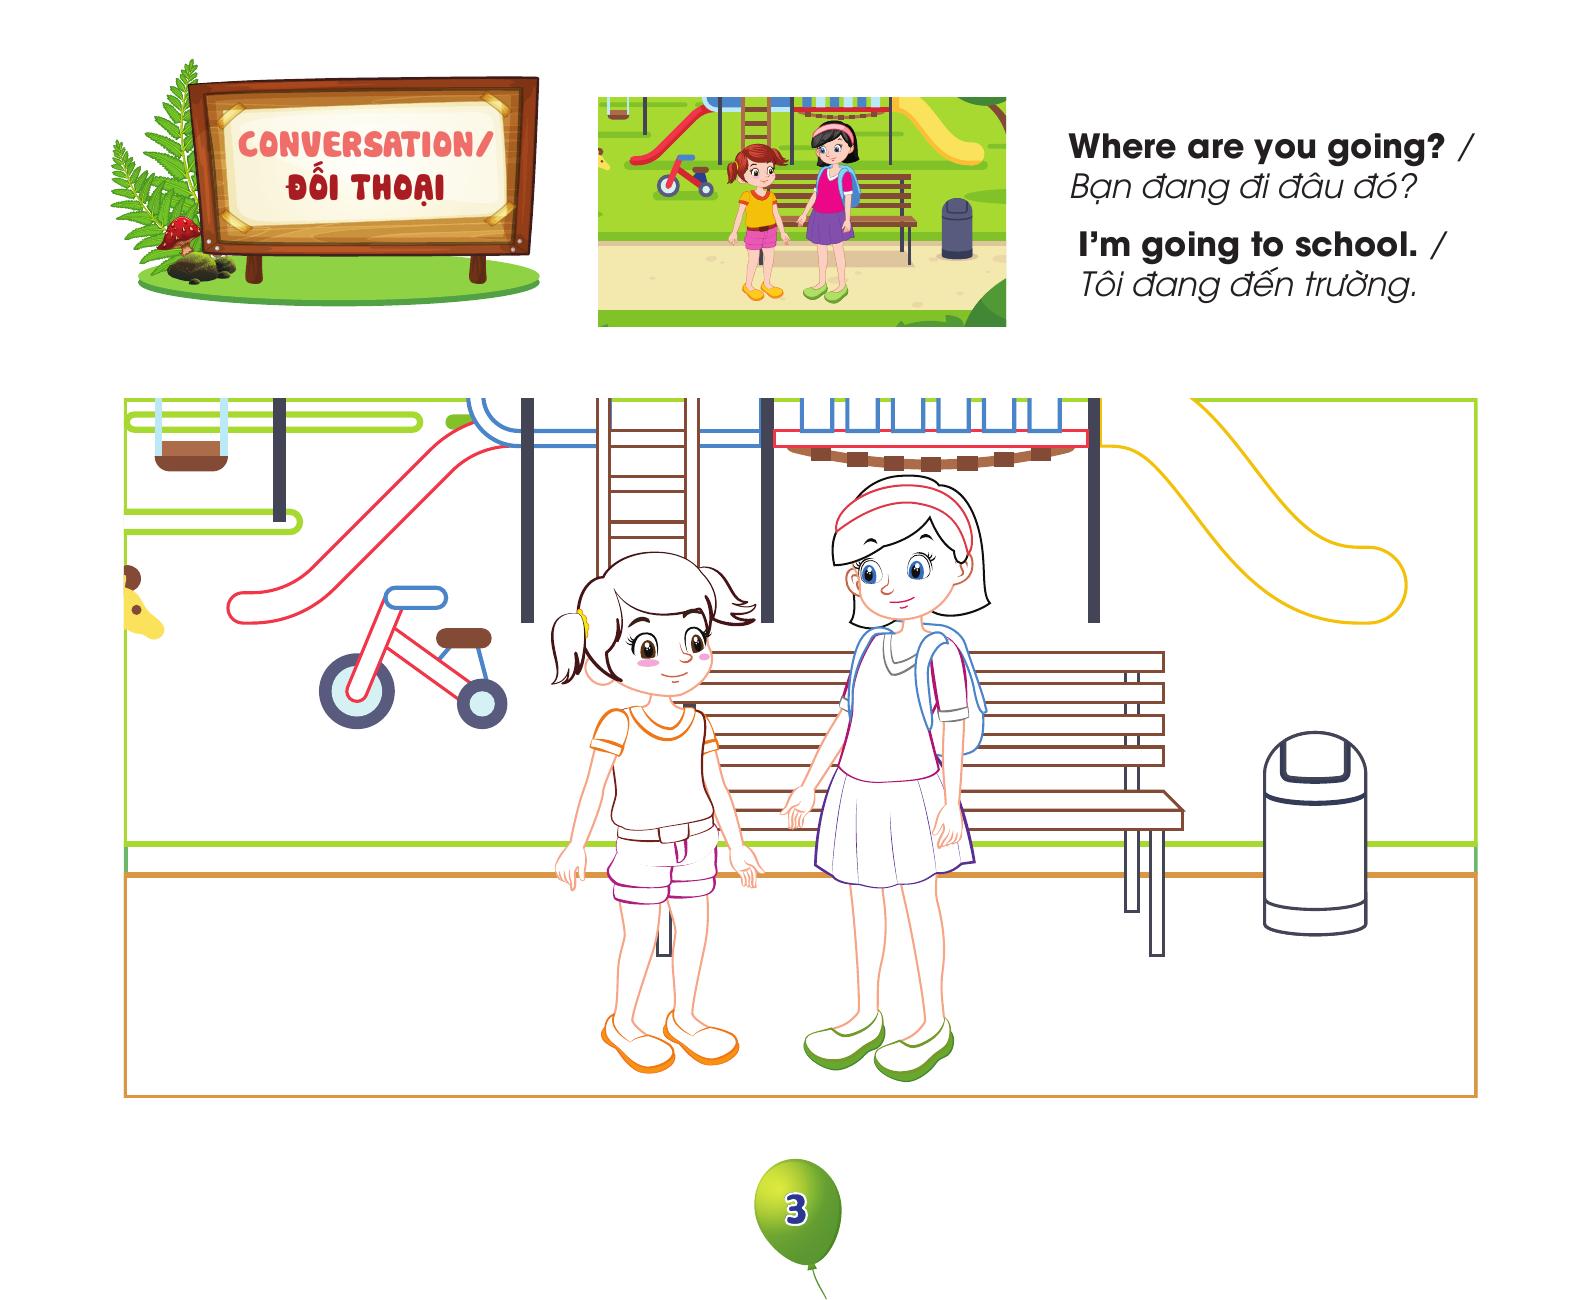 CONVERSATION/
ĐỐI THOẠI
Where are you going? /
Bạn đang đi đâu đó?
I'm going to school. /
Tôi đang đến trường.
3